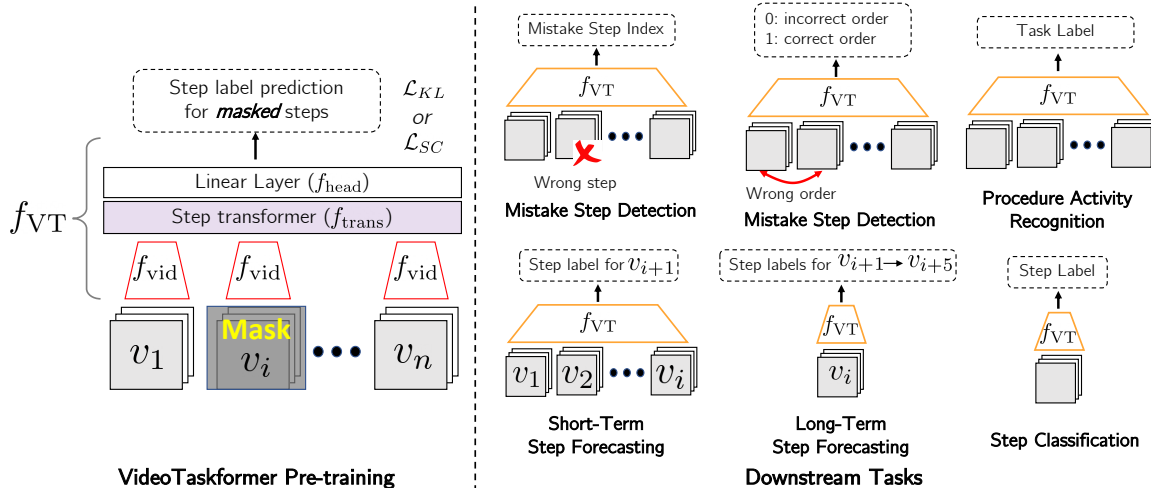 Step label prediction
for masked steps
L_KL
or
L_SC
Linear Layer (f_head)
Step transformer (f_trans)
f_VT
f_vid
f_vid
f_vid
v_1
Mask
v_i
v_n
VideoTaskformer Pre-training
Mistake Step Index
f_VT
Wrong step
Mistake Step Detection
0: incorrect order
1: correct order
f_VT
Wrong order
Mistake Step Detection
Task Label
f_VT
Procedure Activity
Recognition
Step label for v_{i+1}
f_VT
v_1
v_2
v_i
Short-Term
Step Forecasting
Step labels for v_{i+1} → v_{i+5}
f_VT
v_i
Long-Term
Step Forecasting
Step Label
f_VT
Step Classification
Downstream Tasks